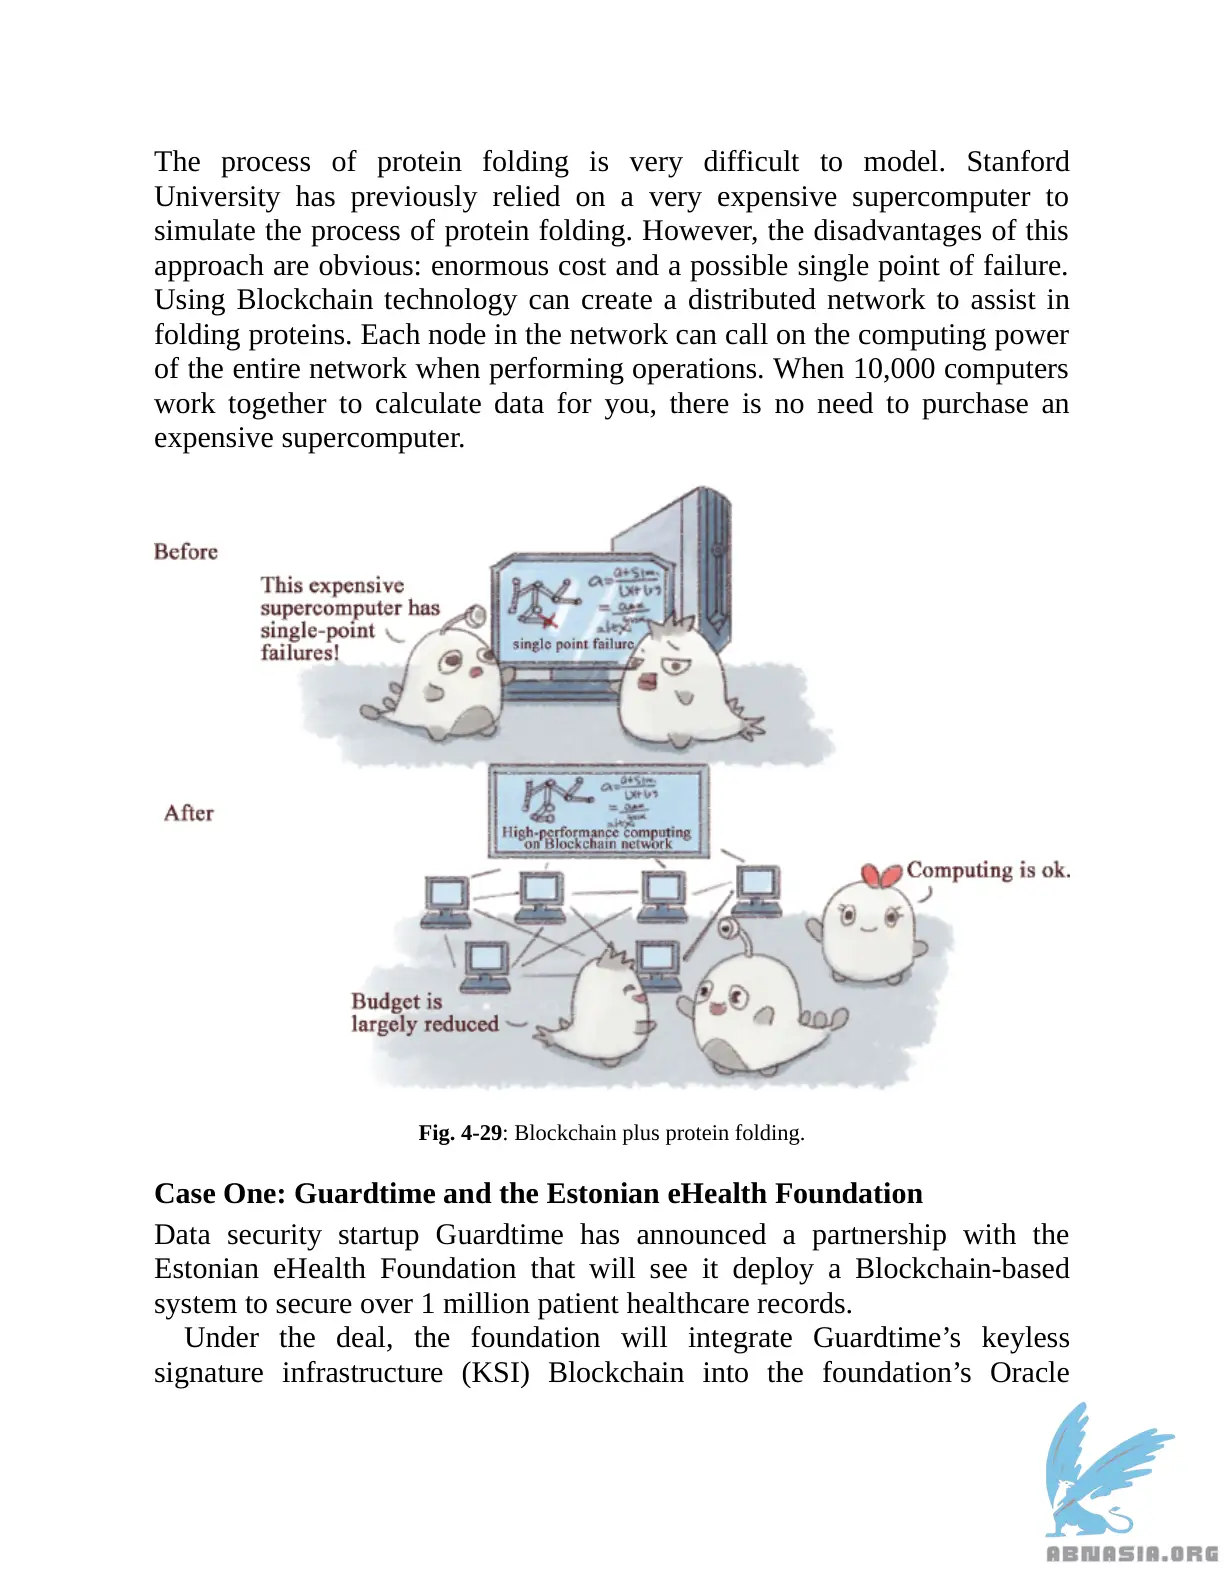 The process of protein folding is very difficult to model. Stanford
University has previously relied on a very expensive supercomputer to
simulate the process of protein folding. However, the disadvantages of this
approach are obvious: enormous cost and a possible single point of failure.
Using Blockchain technology can create a distributed network to assist in
folding proteins. Each node in the network can call on the computing power
of the entire network when performing operations. When 10,000 computers
work together to calculate data for you, there is no need to purchase an
expensive supercomputer.
Before
This expensive
supercomputer has
single-point
failures!
single point failure
After
High-performance computing
on Blockchain network
Computing is ok.
Budget is
largely reduced
Fig. 4-29: Blockchain plus protein folding.
Case One: Guardtime and the Estonian eHealth Foundation
Data security startup Guardtime has announced a partnership with the
Estonian eHealth Foundation that will see it deploy a Blockchain-based
system to secure over 1 million patient healthcare records.
Under the deal, the foundation will integrate Guardtime’s keyless
signature infrastructure (KSI) Blockchain into the foundation’s Oracle
ABNASIA.ORG